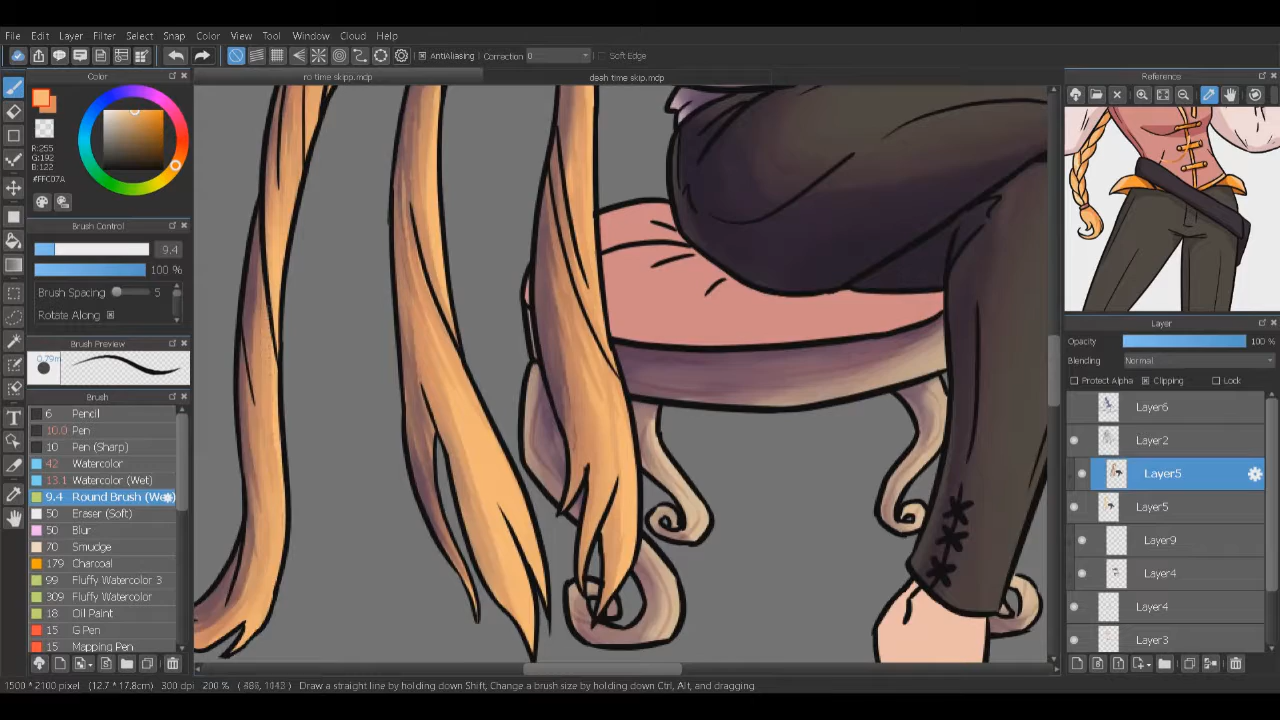 File Edit Layer Filter Select Snap Color View Tool Window Cloud Help
AntiAliasing Correction 0 Soft Edge
Color
ro time skipp.mdp
deah time skip.mdp
Reference
R:255
G:192
B:122
#FFC07A
Brush Control
9.4
100 %
Brush Spacing 5
Rotate Along
Brush Preview
0.79m
Brush
6 Pencil
10.0 Pen
10 Pen (Sharp)
42 Watercolor
13.1 Watercolor (Wet)
9.4 Round Brush (We
50 Eraser (Soft)
50 Blur
70 Smudge
179 Charcoal
99 Fluffy Watercolor 3
309 Fluffy Watercolor
18 Oil Paint
15 G Pen
15 Mapping Pen
Layer
Opacity 100 %
Blending Normal
Protect Alpha Clipping Lock
Layer6
Layer2
Layer5
Layer5
Layer9
Layer4
Layer4
Layer3
1500 * 2100 pixel (12.7 * 17.8cm) 300 dpi 200 % Draw a straight line by holding down Shift, Change a brush size by holding down Ctrl, Alt, and dragging